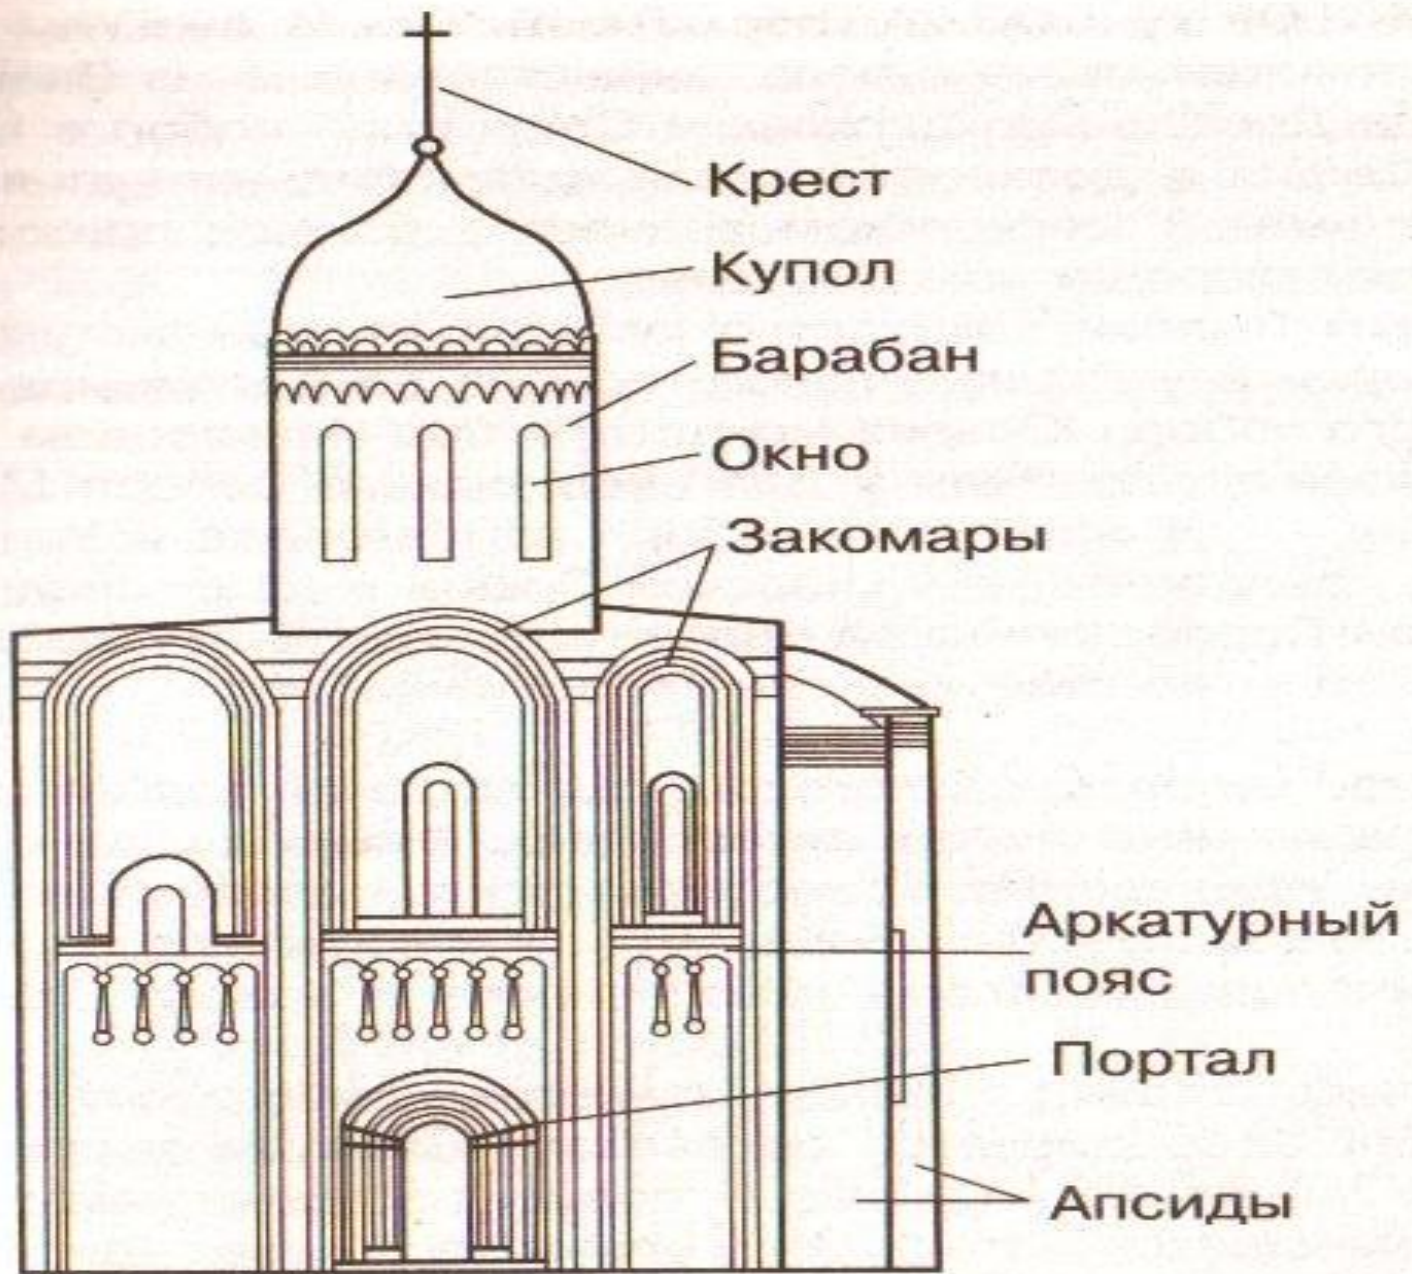 Крест
Купол
Барабан
Окно
Закомары
Аркатурный
пояс
Портал
Апсиды